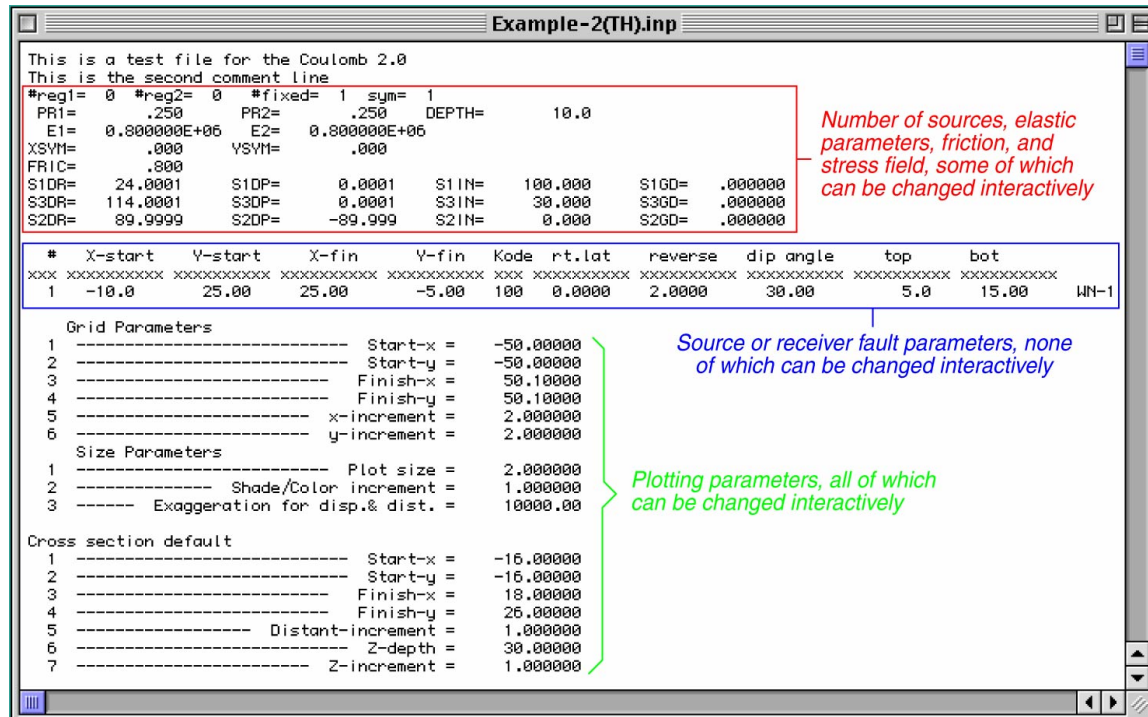 Example-2(TH).inp
This is a test file for the Coulomb 2.0
This is the second comment line
#reg1=  0  #reg2=  0   #fixed=  1  sym=  1
PR1=       .250     PR2=       .250    DEPTH=        10.0
E1=   0.800000E+06   E2=   0.800000E+06
XSYM=       .000     YSYM=       .000
FRIC=       .800
S1DR=    24.0001     S1DP=     0.0001    S1IN=    100.000     S1GD=   .000000
S3DR=   114.0001     S3DP=     0.0001    S3IN=     30.000     S3GD=   .000000
S2DR=    89.9999     S2DP=    -89.999    S2IN=      0.000     S2GD=   .000000
Number of sources, elastic
parameters, friction, and
stress field, some of which
can be changed interactively
#   X-start    Y-start     X-fin      Y-fin   Kode  rt.lat    reverse   dip angle     top      bot
xxx xxxxxxxxxx xxxxxxxxxx xxxxxxxxxx xxxxxxxxxx xxx xxxxxxxxxx xxxxxxxxxx xxxxxxxxxx xxxxxxxxxx xxxxxxxxxx
1   -10.0      25.00      25.00      -5.00  100  0.0000     2.0000     30.00       5.0     15.00    WN-1
Source or receiver fault parameters, none
of which can be changed interactively
Grid Parameters
1  ----------------------------  Start-x =    -50.00000
2  ----------------------------  Start-y =    -50.00000
3  --------------------------   Finish-x =     50.10000
4  --------------------------   Finish-y =     50.10000
5  ------------------------  x-increment =     2.000000
6  ------------------------  y-increment =     2.000000
Size Parameters
1  --------------------------  Plot size =     2.000000
2  --------------  Shade/Color increment =     1.000000
3  ------  Exaggeration for disp.& dist. =     10000.00
Plotting parameters, all of which
can be changed interactively
Cross section default
1  ----------------------------  Start-x =    -16.00000
2  ----------------------------  Start-y =    -16.00000
3  --------------------------   Finish-x =     18.00000
4  --------------------------   Finish-y =     26.00000
5  ------------------  Distant-increment =     1.000000
6  ----------------------------  Z-depth =     30.00000
7  ------------------------  Z-increment =     1.000000